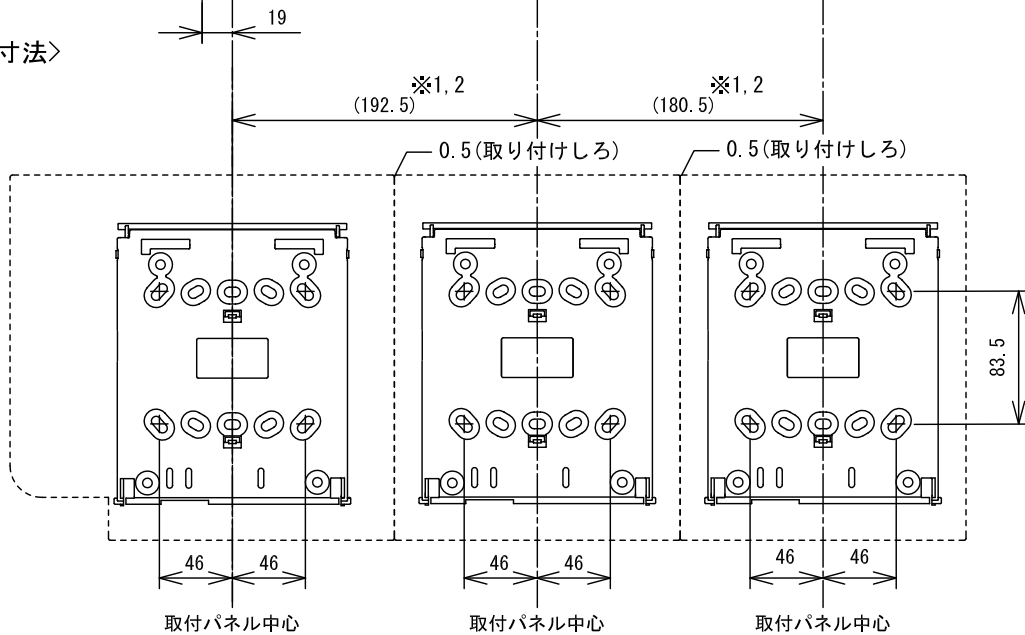 19
寸法>
※1,2
(192.5)
※1,2
(180.5)
0.5(取り付けしろ)
0.5(取り付けしろ)
83.5
46
46
46
46
46
46
取付パネル中心
取付パネル中心
取付パネル中心